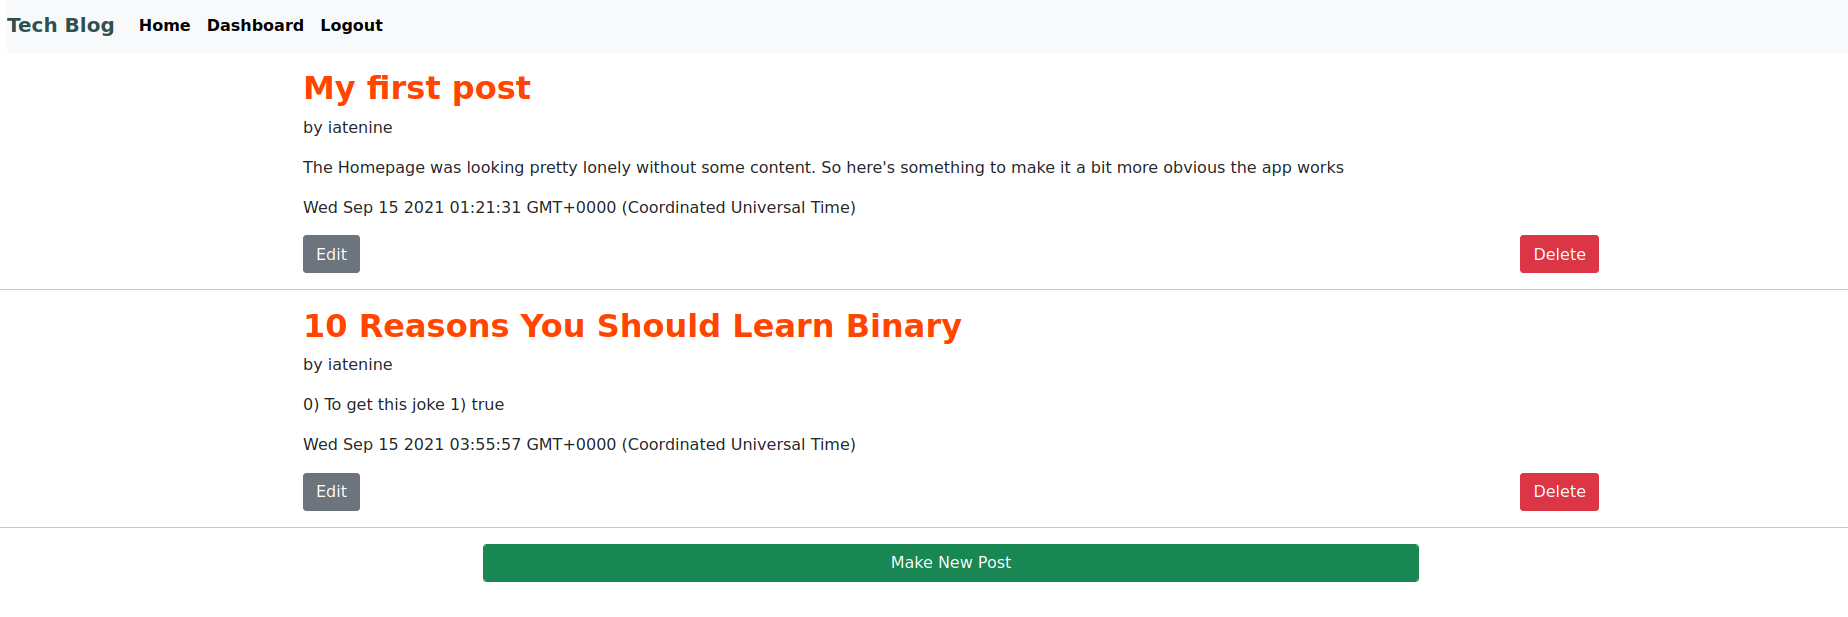 Tech Blog Home Dashboard Logout
My first post
by iatenine
The Homepage was looking pretty lonely without some content. So here's something to make it a bit more obvious the app works
Wed Sep 15 2021 01:21:31 GMT+0000 (Coordinated Universal Time)
Edit Delete
10 Reasons You Should Learn Binary
by iatenine
0) To get this joke 1) true
Wed Sep 15 2021 03:55:57 GMT+0000 (Coordinated Universal Time)
Edit Delete
Make New Post